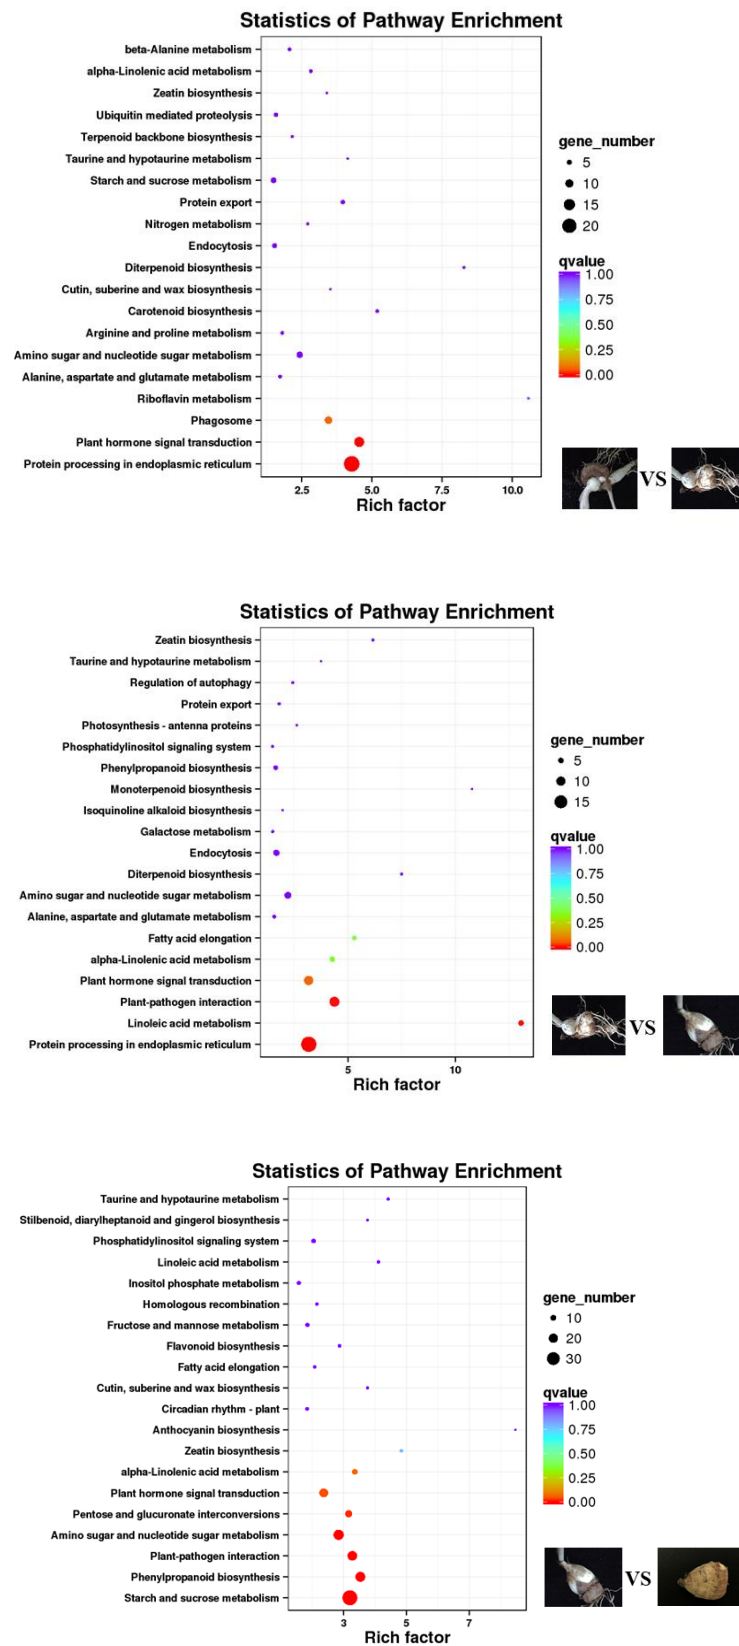 Statistics of Pathway Enrichment
beta-Alanine metabolism
alpha-Linolenic acid metabolism
Zeatin biosynthesis
Ubiquitin mediated proteolysis
Terpenoid backbone biosynthesis
Taurine and hypotaurine metabolism
Starch and sucrose metabolism
Protein export
Nitrogen metabolism
Endocytosis
Diterpenoid biosynthesis
Cutin, suberine and wax biosynthesis
Carotenoid biosynthesis
Arginine and proline metabolism
Amino sugar and nucleotide sugar metabolism
Alanine, aspartate and glutamate metabolism
Riboflavin metabolism
Phagosome
Plant hormone signal transduction
Protein processing in endoplasmic reticulum
2.5 5.0 7.5 10.0
Rich factor
gene_number
5
10
15
20
qvalue
1.00
0.75
0.50
0.25
0.00
VS
Statistics of Pathway Enrichment
Zeatin biosynthesis
Taurine and hypotaurine metabolism
Regulation of autophagy
Protein export
Photosynthesis - antenna proteins
Phosphatidylinositol signaling system
Phenylpropanoid biosynthesis
Monoterpenoid biosynthesis
Isoquinoline alkaloid biosynthesis
Galactose metabolism
Endocytosis
Diterpenoid biosynthesis
Amino sugar and nucleotide sugar metabolism
Alanine, aspartate and glutamate metabolism
Fatty acid elongation
alpha-Linolenic acid metabolism
Plant hormone signal transduction
Plant-pathogen interaction
Linoleic acid metabolism
Protein processing in endoplasmic reticulum
5 10
Rich factor
gene_number
5
10
15
qvalue
1.00
0.75
0.50
0.25
0.00
VS
Statistics of Pathway Enrichment
Taurine and hypotaurine metabolism
Stilbenoid, diarylheptanoid and gingerol biosynthesis
Phosphatidylinositol signaling system
Linoleic acid metabolism
Inositol phosphate metabolism
Homologous recombination
Fructose and mannose metabolism
Flavonoid biosynthesis
Fatty acid elongation
Cutin, suberine and wax biosynthesis
Circadian rhythm - plant
Anthocyanin biosynthesis
Zeatin biosynthesis
alpha-Linolenic acid metabolism
Plant hormone signal transduction
Pentose and glucuronate interconversions
Amino sugar and nucleotide sugar metabolism
Plant-pathogen interaction
Phenylpropanoid biosynthesis
Starch and sucrose metabolism
3 5 7
Rich factor
gene_number
10
20
30
qvalue
1.00
0.75
0.50
0.25
0.00
VS